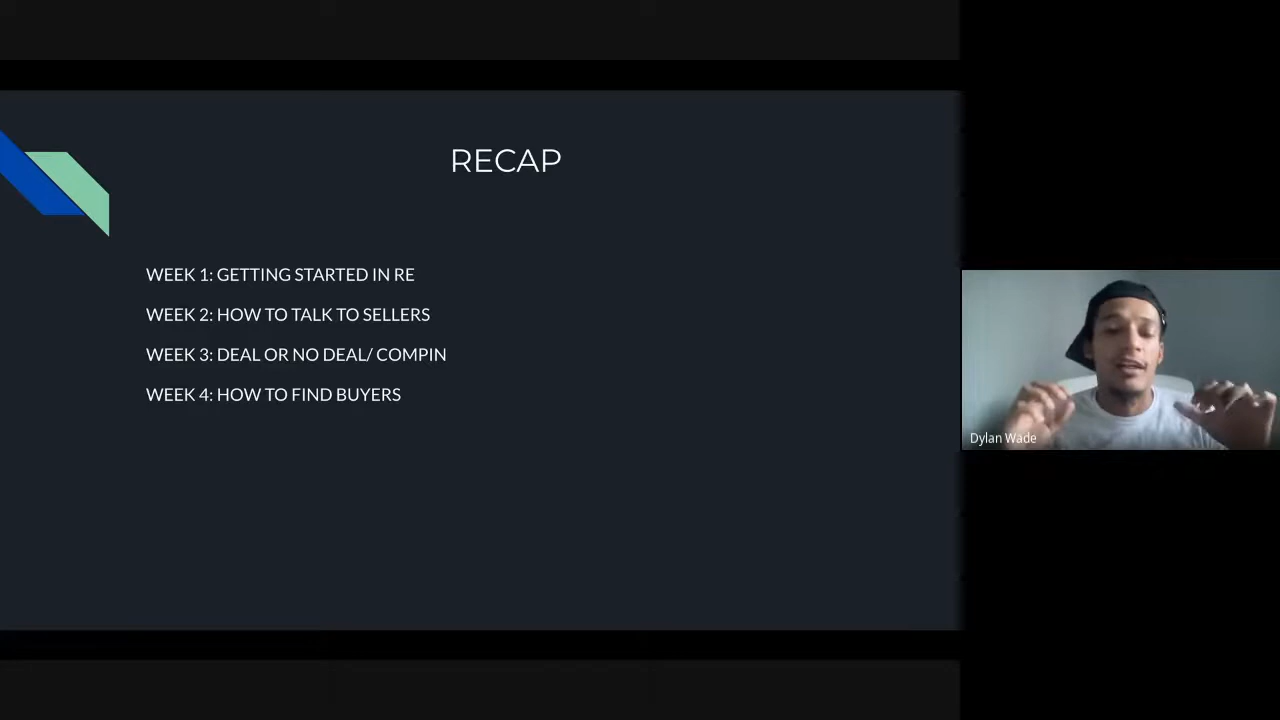 RECAP
WEEK 1: GETTING STARTED IN RE
WEEK 2: HOW TO TALK TO SELLERS
WEEK 3: DEAL OR NO DEAL/ COMPIN
WEEK 4: HOW TO FIND BUYERS
Dylan Wade